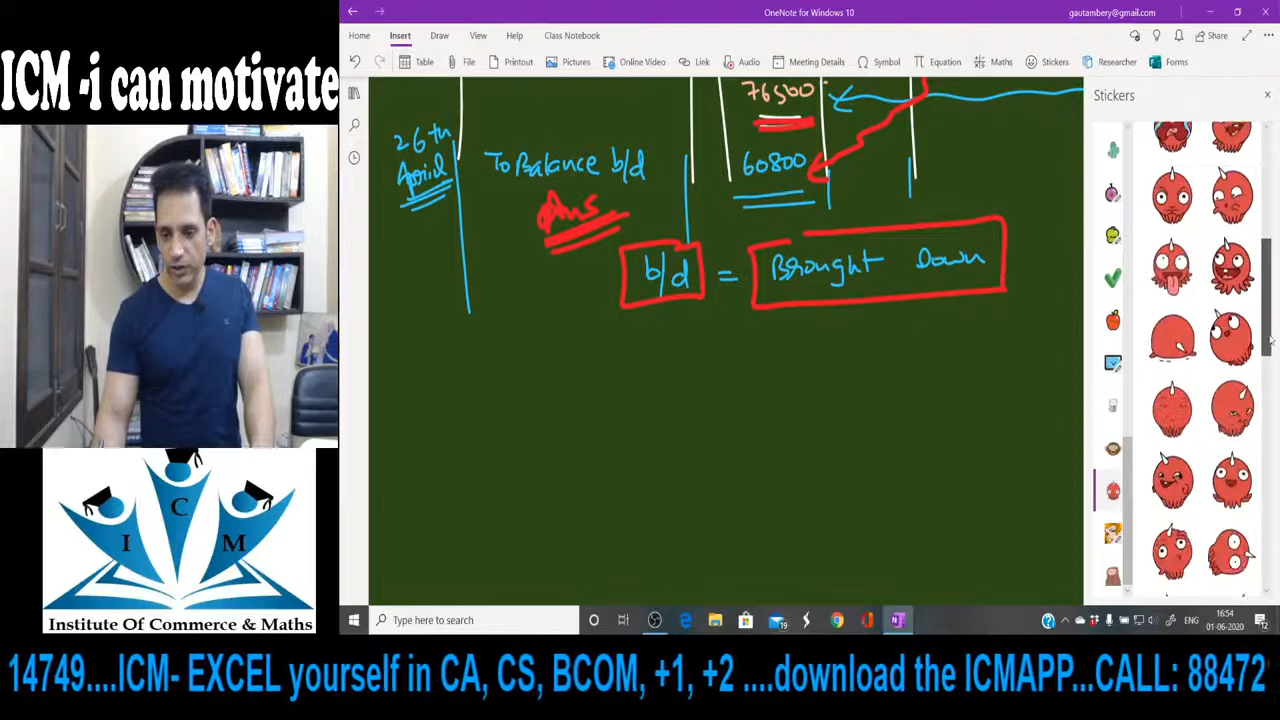 ICM -i can motivate
OneNote for Windows 10
gautambery@gmail.com
Home Insert Draw View Help Class Notebook
Share
Table File Printout Pictures Online Video Link Audio Meeting Details Symbol Equation Maths Stickers Researcher Forms
Stickers
76500
26th
April
To Balance b/d
60800
Ans
b/d = Brought Down
I C M
Institute Of Commerce & Maths
Type here to search
19
ENG
16:54
01-06-2020
12
14749....ICM- EXCEL yourself in CA, CS, BCOM, +1, +2 ....download the ICMAPP...CALL: 88472